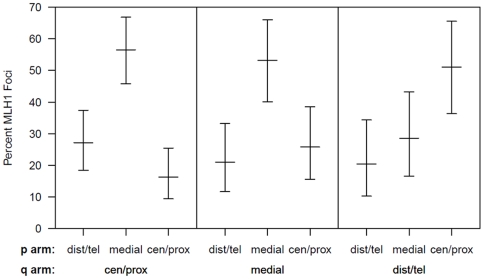 70
60
50
40
30
20
10
0
Percent MLH1 Foci
p arm: dist/tel medial cen/prox dist/tel medial cen/prox dist/tel medial cen/prox
q arm: cen/prox medial dist/tel